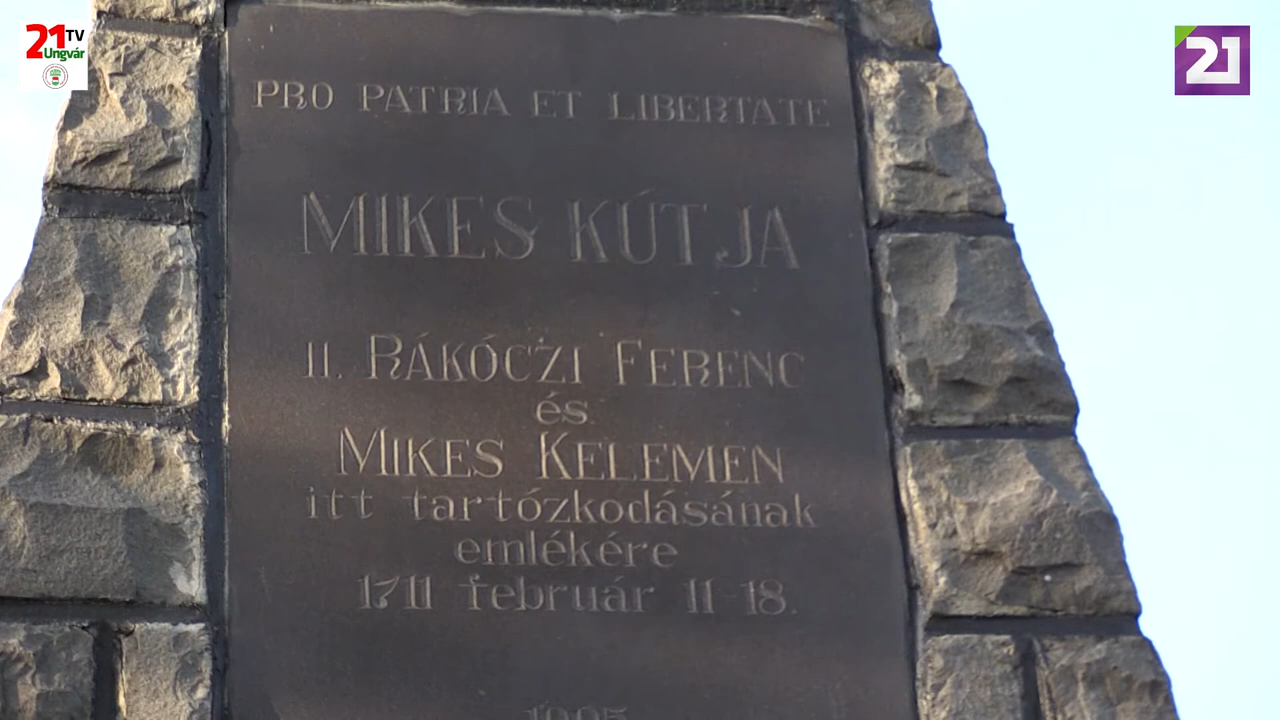 21 TV
Ungvár
21
PRO PATRIA ET LIBERTATE
MIKES KÚTJA
II. RÁKÓCZI FERENC
és
MIKES KELEMEN
itt tartózkodásának
emlékére
1711 február 11-18.